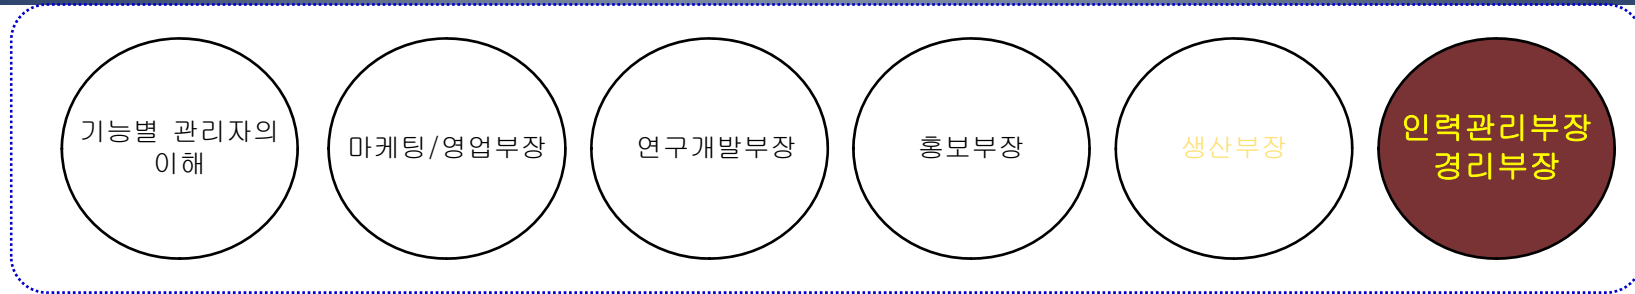 기능별 관리자의
이해
마케팅/영업부장
연구개발부장
홍보부장
생산부장
인력관리부장
경리부장